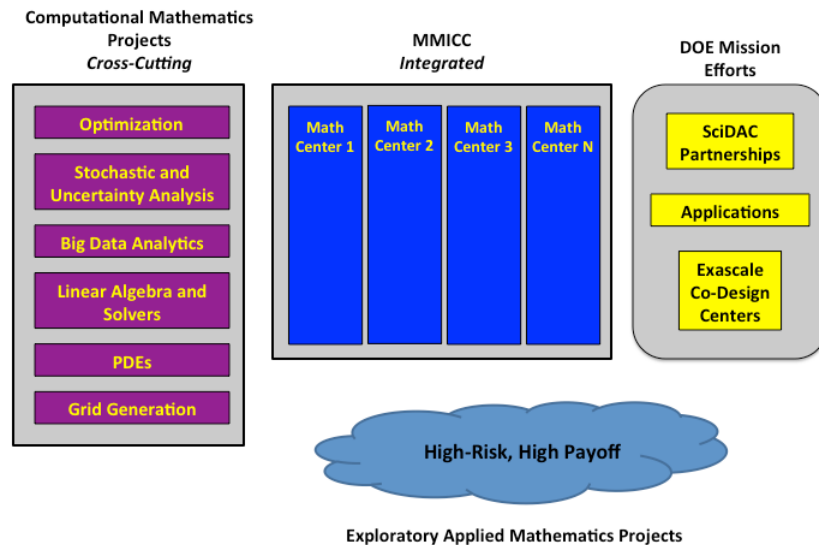 Computational Mathematics
Projects
Cross-Cutting
Optimization
Stochastic and
Uncertainty Analysis
Big Data Analytics
Linear Algebra and
Solvers
PDEs
Grid Generation
MMICC
Integrated
Math
Center 1
Math
Center 2
Math
Center 3
Math
Center N
DOE Mission
Efforts
SciDAC
Partnerships
Applications
Exascale
Co-Design
Centers
High-Risk, High Payoff
Exploratory Applied Mathematics Projects